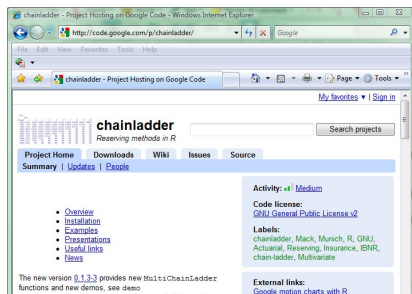 chainladder - Project Hosting on Google Code - Windows Internet Explorer
http://code.google.com/p/chainladder/
Google
File Edit View Favorites Tools Help
chainladder - Project Hosting on Google Code
Page Tools
My favorites ▼ | Sign in
chainladder
Reserving methods in R
Search projects
Project Home Downloads Wiki Issues Source
Summary | Updates | People
Activity: Medium
Code license:
GNU General Public License v2
Labels:
chainladder, Mack, Munich, R, GNU,
Actuarial, Reserving, Insurance, IBNR,
chain-ladder, Multivariate
External links:
Google motion charts with R
• Overview
• Installation
• Examples
• Presentations
• Useful links
• News
The new version 0.1.3-3 provides new MultiChainLadder
functions and new demos, see demo